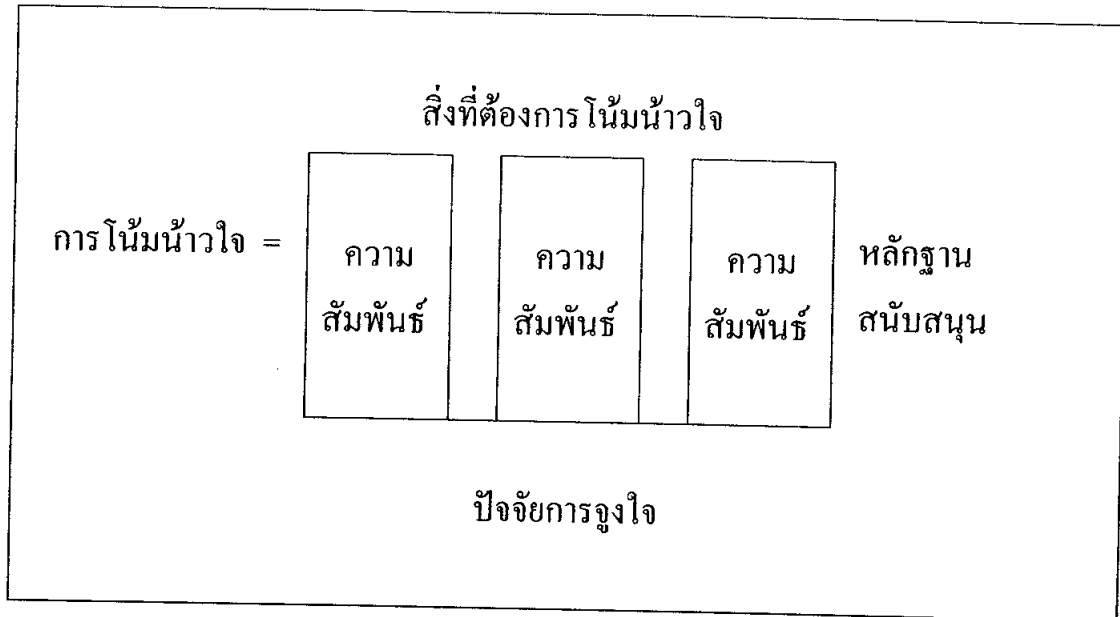 สิ่งที่ต้องการโน้มน้าวใจ
การโน้มน้าวใจ =
ความ
สัมพันธ์
ความ
สัมพันธ์
ความ
สัมพันธ์
หลักฐาน
สนับสนุน
ปัจจัยการจูงใจ